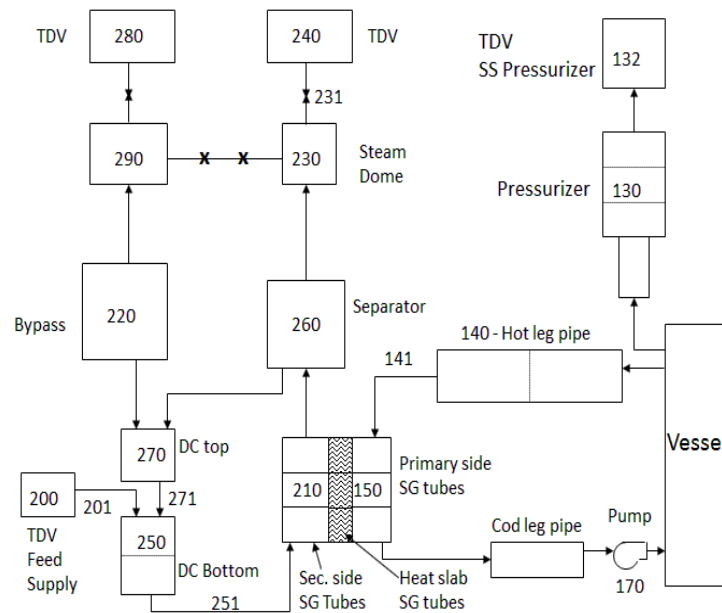 TDV
280
240
TDV
TDV
SS Pressurizer
132
231
290
230
Steam
Dome
Pressurizer
130
Bypass
220
260
Separator
140 - Hot leg pipe
141
Vesse
270
DC top
210
150
Primary side
SG tubes
200
201
271
TDV
Feed
Supply
250
DC Bottom
251
Sec. side
SG Tubes
Heat slab
SG tubes
Cod leg pipe
Pump
170